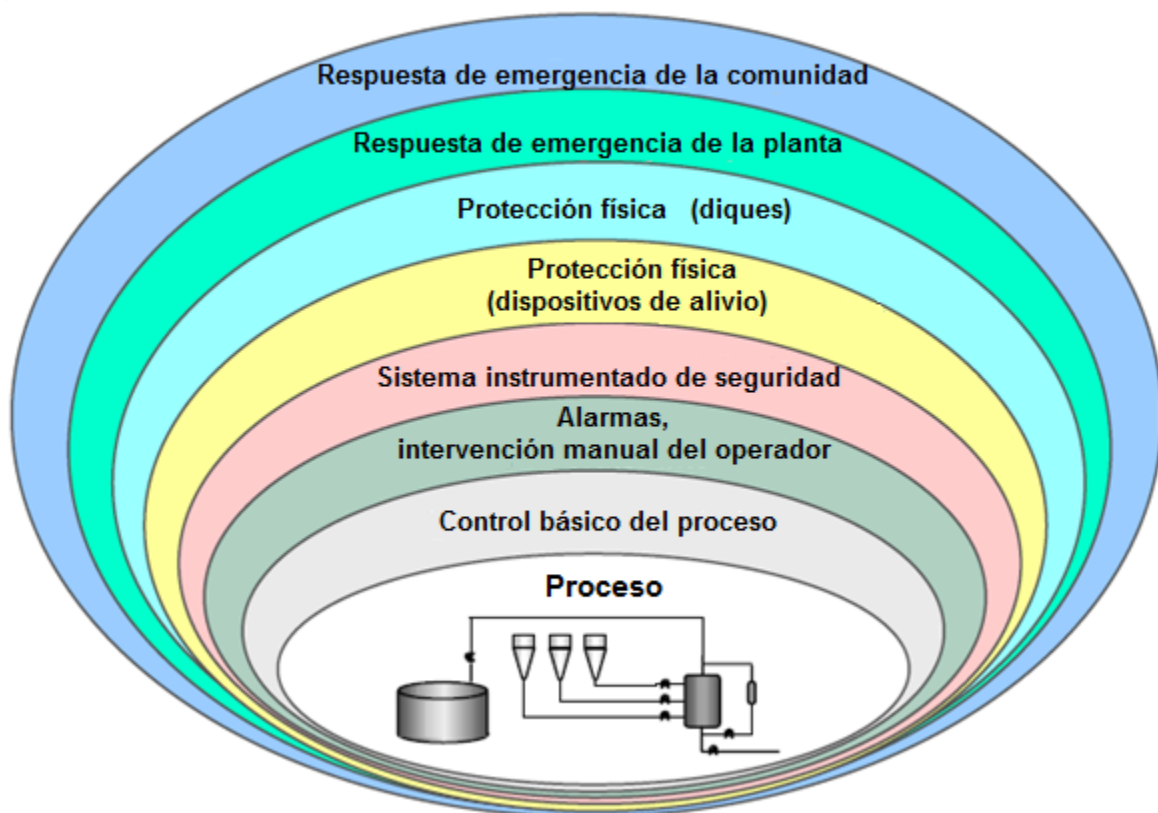 Respuesta de emergencia de la comunidad
Respuesta de emergencia de la planta
Protección física (diques)
Protección física
(dispositivos de alivio)
Sistema instrumentado de seguridad
Alarmas,
intervención manual del operador
Control básico del proceso
Proceso